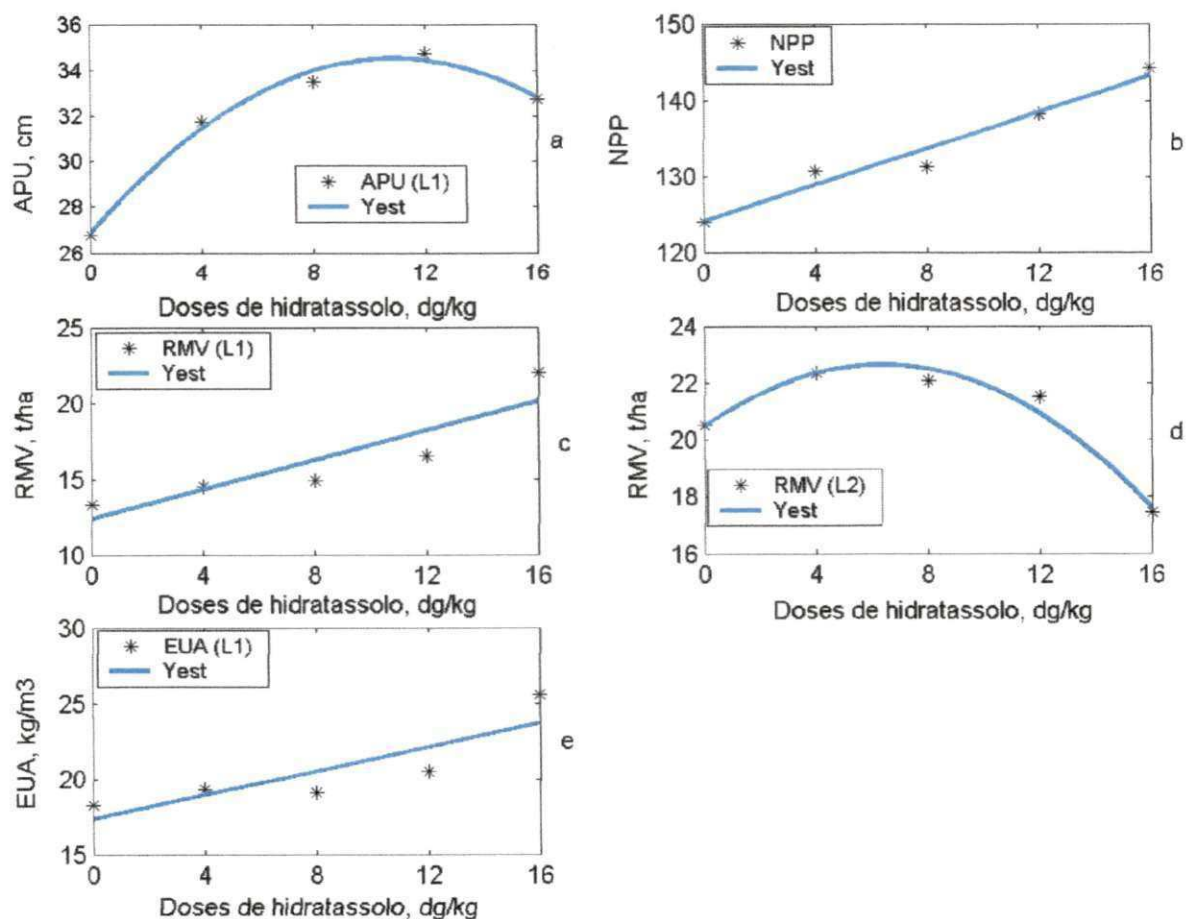 36
34
32
30
28
26
APU, cm
APU (L1)
Yest
0 4 8 12 16
Doses de hidratassolo, dg/kg
a
150
140
130
120
NPP
NPP
Yest
0 4 8 12 16
Doses de hidratassolo, dg/kg
b
25
20
15
10
RMV, t/ha
RMV (L1)
Yest
0 4 8 12 16
Doses de hidratassolo, dg/kg
c
24
22
20
18
16
RMV, t/ha
RMV (L2)
Yest
0 4 8 12 16
Doses de hidratassolo, dg/kg
d
30
25
20
15
EUA, kg/m3
EUA (L1)
Yest
0 4 8 12 16
Doses de hidratassolo, dg/kg
e